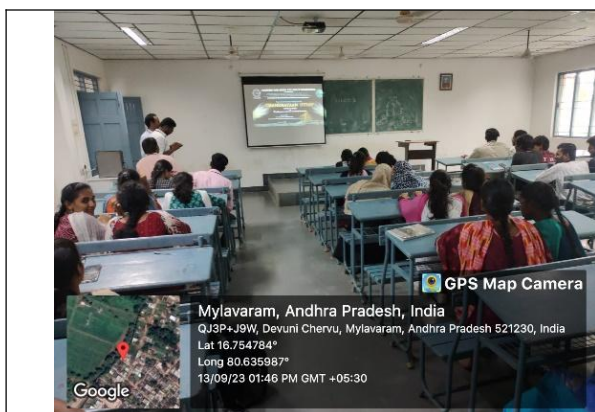 GPS Map Camera
Mylavaram, Andhra Pradesh, India
QJ3P+J9W, Devuni Chervu, Mylavaram, Andhra Pradesh 521230, India
Lat 16.754784°
Long 80.635987°
13/09/23 01:46 PM GMT +05:30
Google